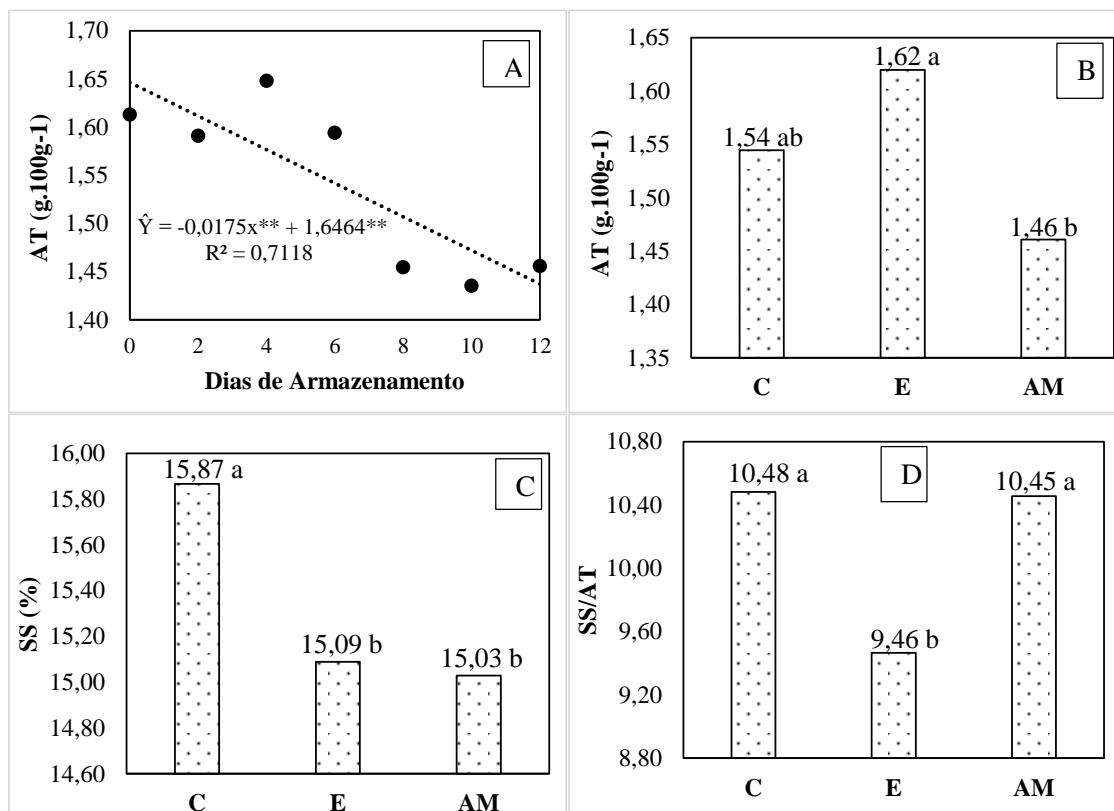 A
AT (g.100g-1)
1,70
1,65
1,60
1,55
1,50
1,45
1,40
Ŷ = -0,0175x** + 1,6464**
R² = 0,7118
0 2 4 6 8 10 12
Dias de Armazenamento
B
AT (g.100g-1)
1,65
1,60
1,55
1,50
1,45
1,40
1,35
1,54 ab
1,62 a
1,46 b
C E AM
C
SS (%)
16,00
15,80
15,60
15,40
15,20
15,00
14,80
14,60
15,87 a
15,09 b
15,03 b
C E AM
D
SS/AT
10,80
10,40
10,00
9,60
9,20
8,80
10,48 a
9,46 b
10,45 a
C E AM